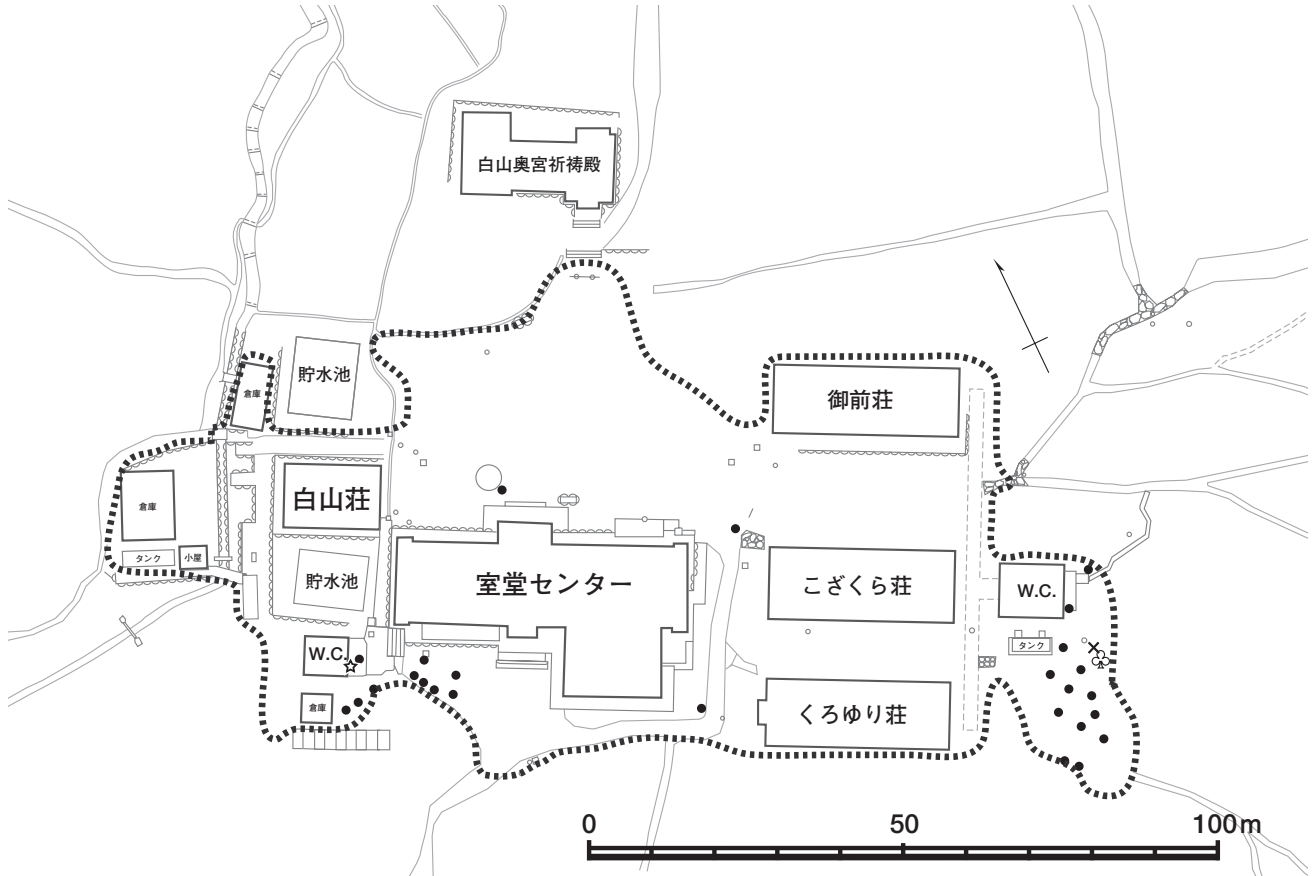 白山奥宮祈祷殿
貯水池
倉庫
御前荘
白山荘
倉庫
タンク
小屋
貯水池
室堂センター
こざくら荘
W.C.
W.C.
タンク
倉庫
くろゆり荘
0 50 100m